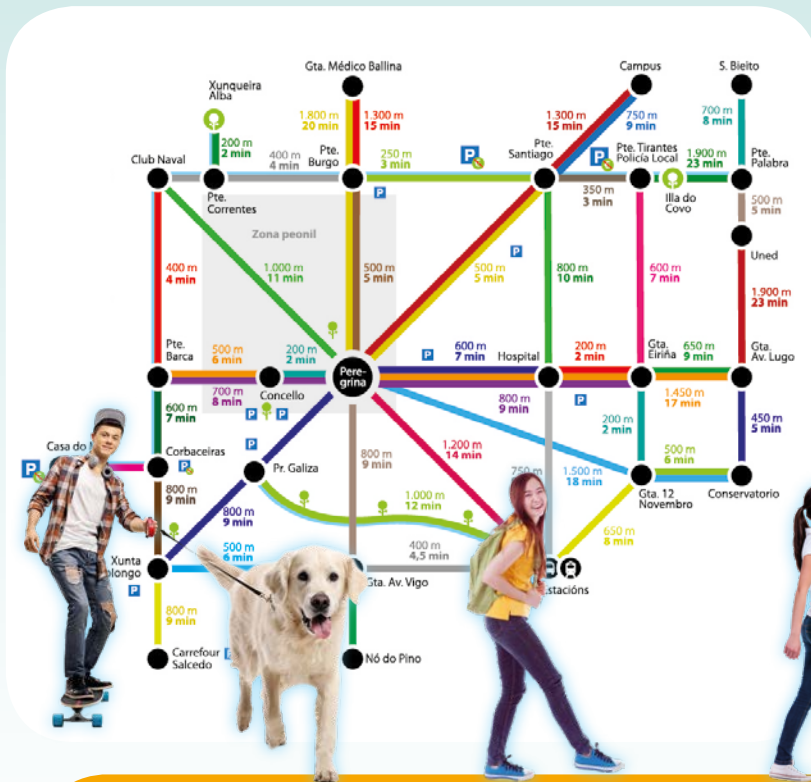 Gta. Médico Ballina
Campus
S. Bieito
Xunqueira
Alba
1.800 m
20 min
1.300 m
15 min
1.300 m
15 min
750 m
9 min
700 m
8 min
200 m
2 min
400 m
4 min
Pte.
Burgo
250 m
3 min
P
Pte.
Santiago
P
Pte. Tirantes
Policía Local
1.900 m
23 min
Pte.
Palabra
Club Naval
Pte.
Correntes
P
350 m
3 min
Illa do
Covo
500 m
5 min
Zona peonil
Uned
400 m
4 min
1.000 m
11 min
500 m
5 min
500 m
5 min
P
800 m
10 min
600 m
7 min
1.900 m
23 min
Pte.
Barca
500 m
6 min
200 m
2 min
600 m
7 min
P
Hospital
200 m
2 min
Gta.
Eiriña
650 m
9 min
Gta.
Av. Lugo
Pere-
grina
700 m
8 min
Concello
P P
800 m
9 min
P
1.450 m
17 min
600 m
7 min
P
200 m
2 min
450 m
5 min
Casa do
P
Corbaceiras
P
Pr. Galiza
800 m
9 min
1.200 m
14 min
750 m
1.500 m
18 min
500 m
6 min
Gta. 12
Novembro
Conservatorio
800 m
9 min
800 m
9 min
1.000 m
12 min
650 m
8 min
Xunta
P
500 m
6 min
Gta. Av. Vigo
400 m
4,5 min
800 m
9 min
Carrefour
Salcedo
Nó do Pino